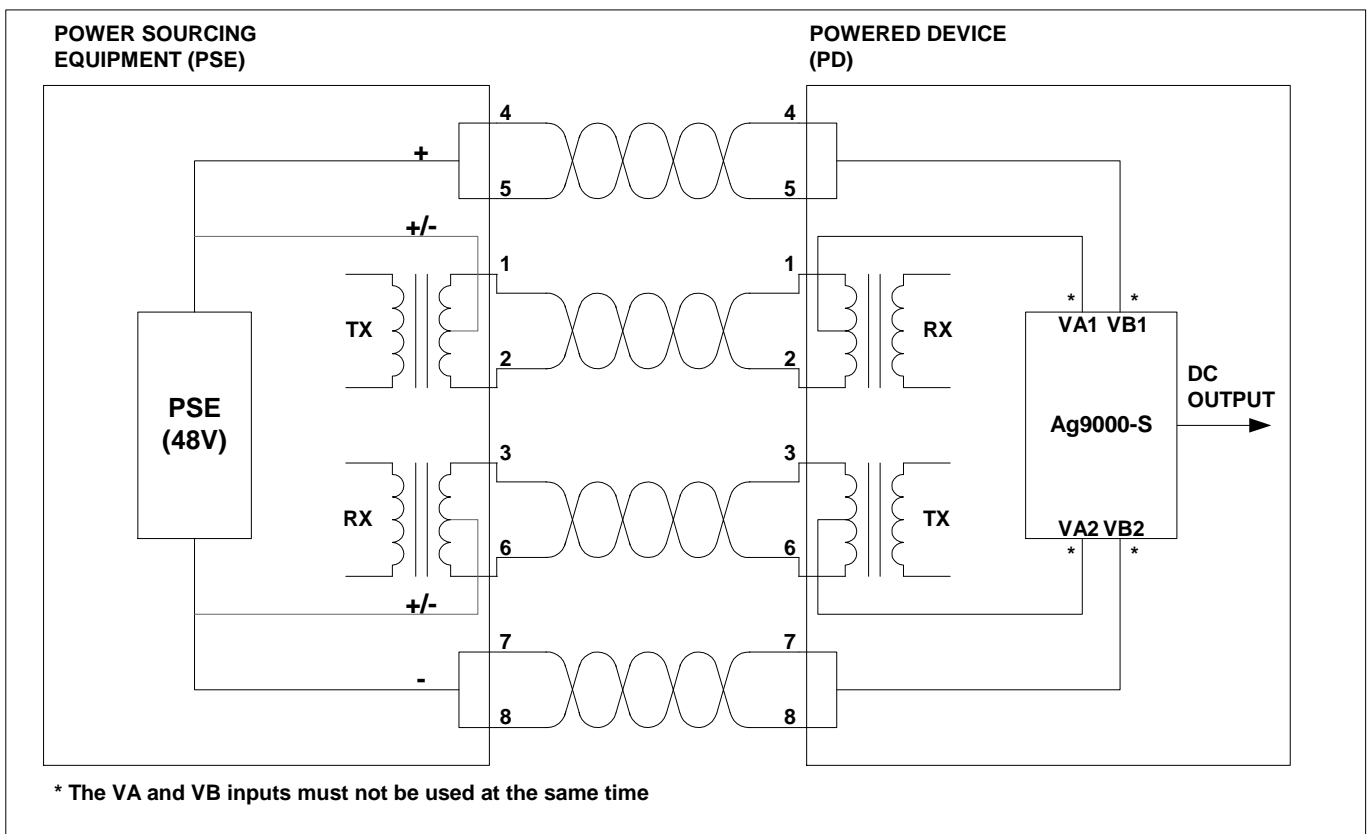 POWER SOURCING
EQUIPMENT (PSE)
POWERED DEVICE
(PD)
4
4
+
5
5
+/-
1
1
* *
VA1 VB1
TX
RX
2
2
DC
OUTPUT
PSE
(48V)
Ag9000-S
3
3
RX
TX
VA2 VB2
* *
6
6
+/-
7
7
-
8
8
* The VA and VB inputs must not be used at the same time